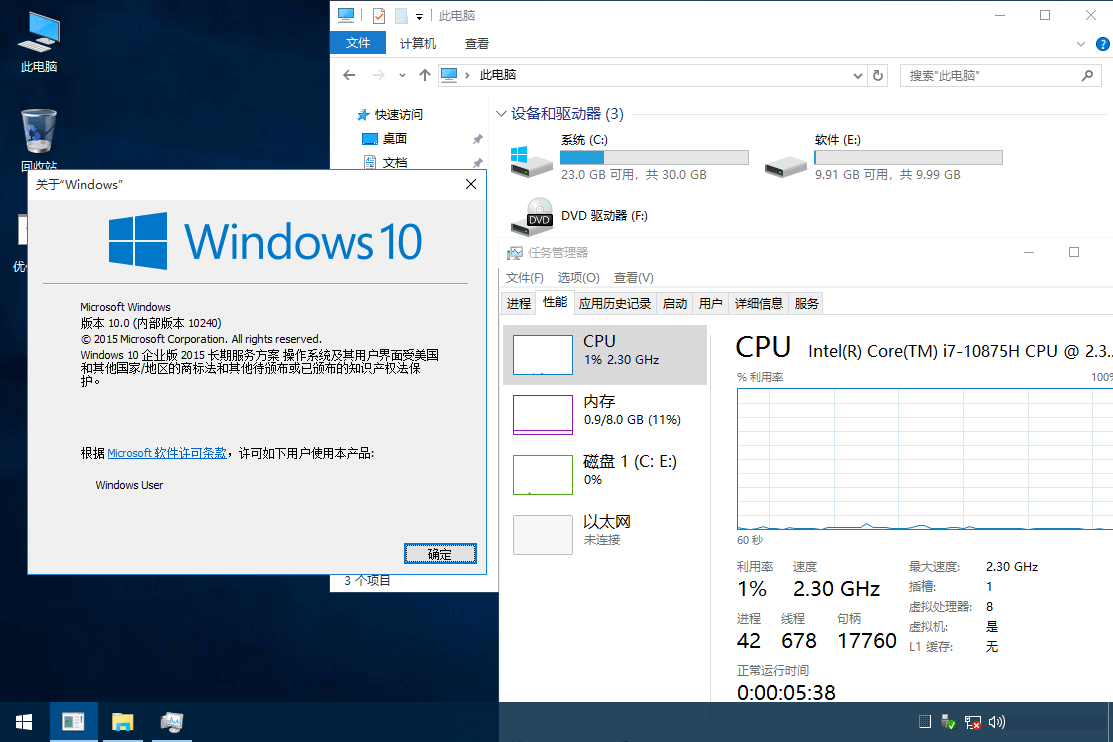 此电脑
回收站
优
此电脑
文件
计算机
查看
此电脑
搜索"此电脑"
快速访问
桌面
文档
设备和驱动器 (3)
系统 (C:)
23.0 GB 可用，共 30.0 GB
软件 (E:)
9.91 GB 可用，共 9.99 GB
DVD
DVD 驱动器 (F:)
3 个项目
关于"Windows"
Windows 10
Microsoft Windows
版本 10.0 (内部版本 10240)
© 2015 Microsoft Corporation. All rights reserved.
Windows 10 企业版 2015 长期服务方案 操作系统及其用户界面受美国
和其他国家/地区的商标法和其他待颁布或已颁布的知识产权法保
护。
根据 Microsoft 软件许可条款，许可如下用户使用本产品:
Windows User
确定
任务管理器
文件(F) 选项(O) 查看(V)
进程 性能 应用历史记录 启动 用户 详细信息 服务
CPU
1% 2.30 GHz
内存
0.9/8.0 GB (11%)
磁盘 1 (C: E:)
0%
以太网
未连接
CPU Intel(R) Core(TM) i7-10875H CPU @ 2.3..
% 利用率 100%
60 秒
利用率 速度
1% 2.30 GHz
进程 线程 句柄
42 678 17760
正常运行时间
0:00:05:38
最大速度: 2.30 GHz
插槽: 1
虚拟处理器: 8
虚拟机: 是
L1 缓存: 无